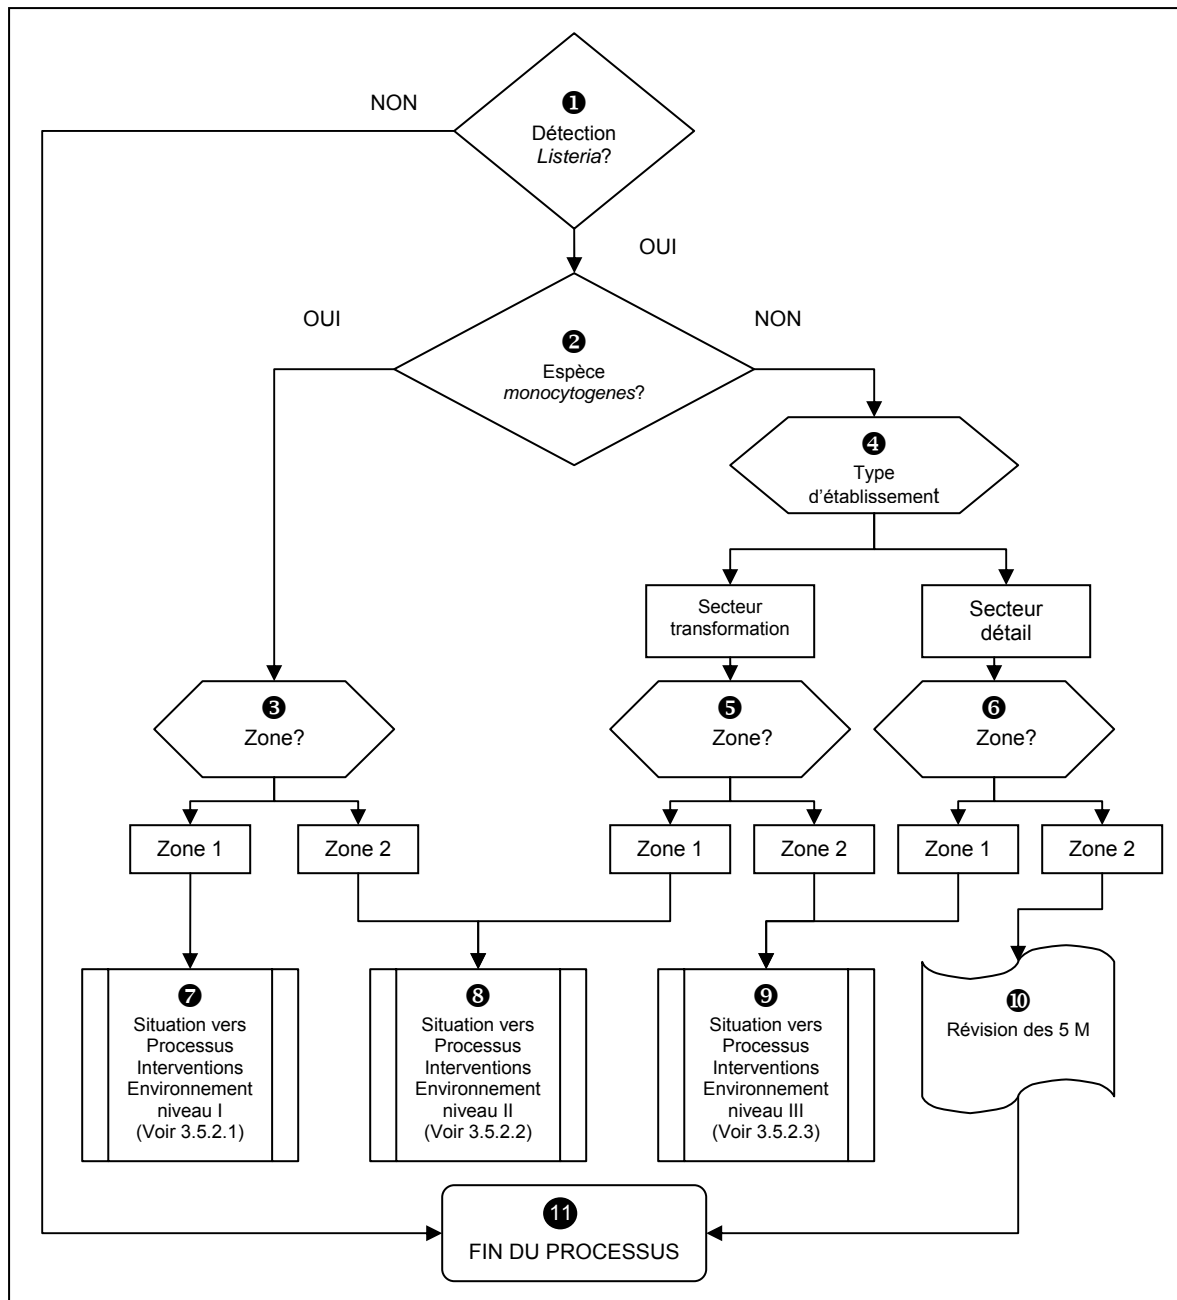 NON
❶
Détection
Listeria?
OUI
OUI
NON
❷
Espèce
monocytogenes?
❹
Type
d'établissement
Secteur
transformation
Secteur
détail
❸
Zone?
❺
Zone?
❻
Zone?
Zone 1
Zone 2
Zone 1
Zone 2
Zone 1
Zone 2
❼
Situation vers
Processus
Interventions
Environnement
niveau I
(Voir 3.5.2.1)
❽
Situation vers
Processus
Interventions
Environnement
niveau II
(Voir 3.5.2.2)
❾
Situation vers
Processus
Interventions
Environnement
niveau III
(Voir 3.5.2.3)
❿
Révision des 5 M
⓫
FIN DU PROCESSUS